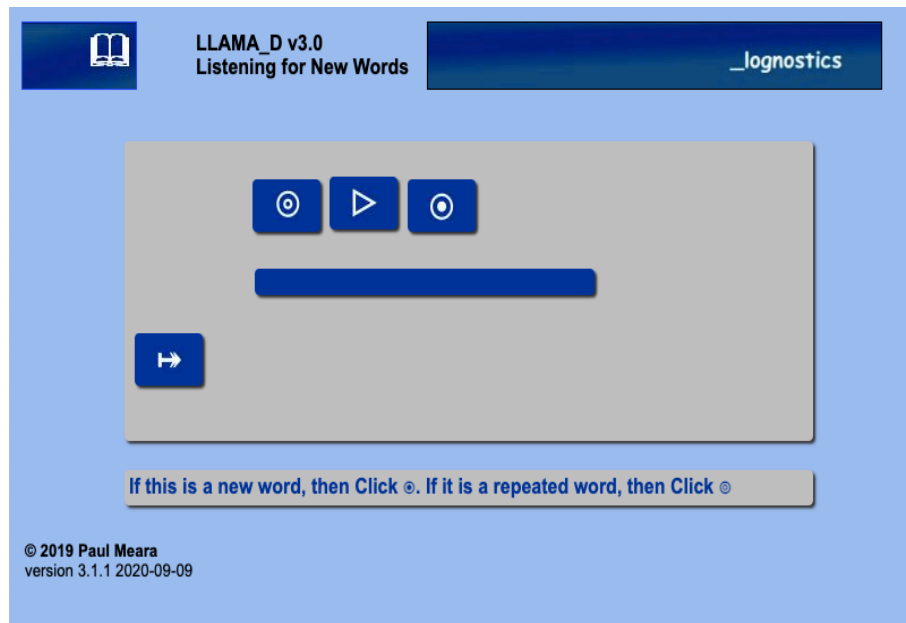 LLAMA_D v3.0
Listening for New Words
_lognostics
If this is a new word, then Click ⊙. If it is a repeated word, then Click ◎
© 2019 Paul Meara
version 3.1.1 2020-09-09